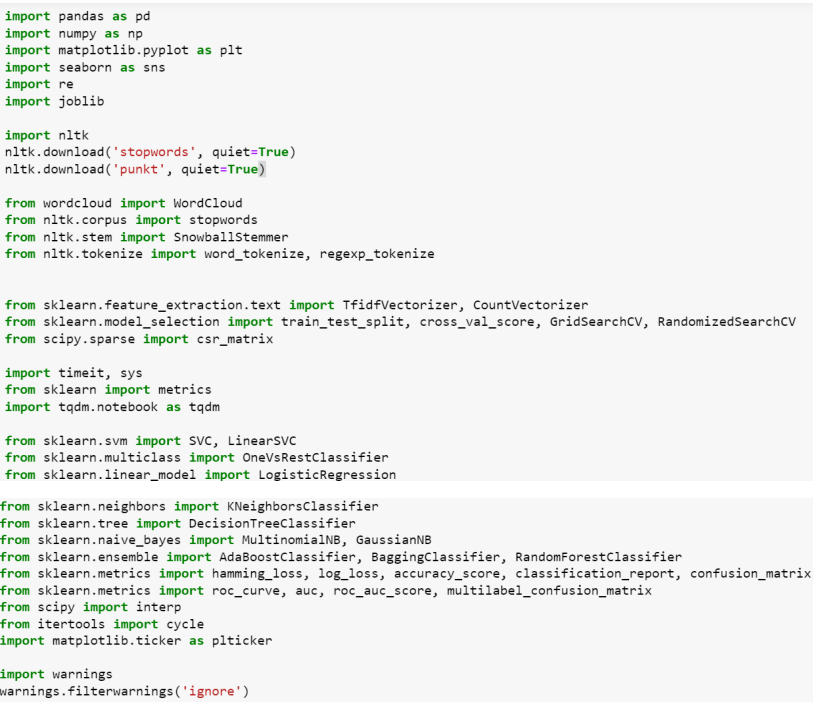 import pandas as pd
import numpy as np
import matplotlib.pyplot as plt
import seaborn as sns
import re
import joblib
import nltk
nltk.download('stopwords', quiet=True)
nltk.download('punkt', quiet=True)
from wordcloud import WordCloud
from nltk.corpus import stopwords
from nltk.stem import SnowballStemmer
from nltk.tokenize import word_tokenize, regexp_tokenize
from sklearn.feature_extraction.text import TfidfVectorizer, CountVectorizer
from sklearn.model_selection import train_test_split, cross_val_score, GridSearchCV, RandomizedSearchCV
from scipy.sparse import csr_matrix
import timeit, sys
from sklearn import metrics
import tqdm.notebook as tqdm
from sklearn.svm import SVC, LinearSVC
from sklearn.multiclass import OneVsRestClassifier
from sklearn.linear_model import LogisticRegression
from sklearn.neighbors import KNeighborsClassifier
from sklearn.tree import DecisionTreeClassifier
from sklearn.naive_bayes import MultinomialNB, GaussianNB
from sklearn.ensemble import AdaBoostClassifier, BaggingClassifier, RandomForestClassifier
from sklearn.metrics import hamming_loss, log_loss, accuracy_score, classification_report, confusion_matrix
from sklearn.metrics import roc_curve, auc, roc_auc_score, multilabel_confusion_matrix
from scipy import interp
from itertools import cycle
import matplotlib.ticker as plticker
import warnings
warnings.filterwarnings('ignore')